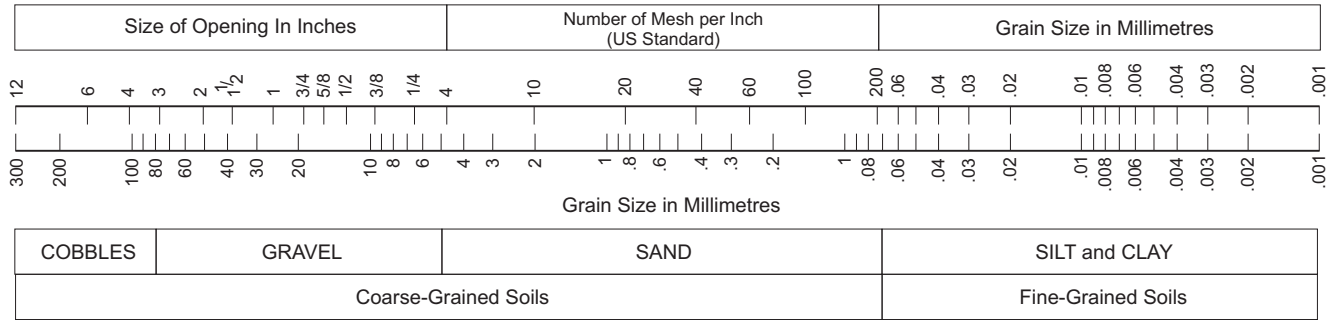 Size of Opening In Inches
Number of Mesh per Inch
(US Standard)
Grain Size in Millimetres
12 6 4 3 2 1 1/2 1 3/4 5/8 1/2 3/8 1/4 4 10 20 40 60 100 200 .06 .04 .03 .02 .01 .008 .006 .004 .003 .002 .001
300 200 100 80 60 40 30 20 10 8 6 4 3 2 1 .8 .6 .4 .3 .2 1 .08 .06 .04 .03 .02 .01 .008 .006 .004 .003 .002 .001
Grain Size in Millimetres
COBBLES GRAVEL SAND SILT and CLAY
Coarse-Grained Soils Fine-Grained Soils